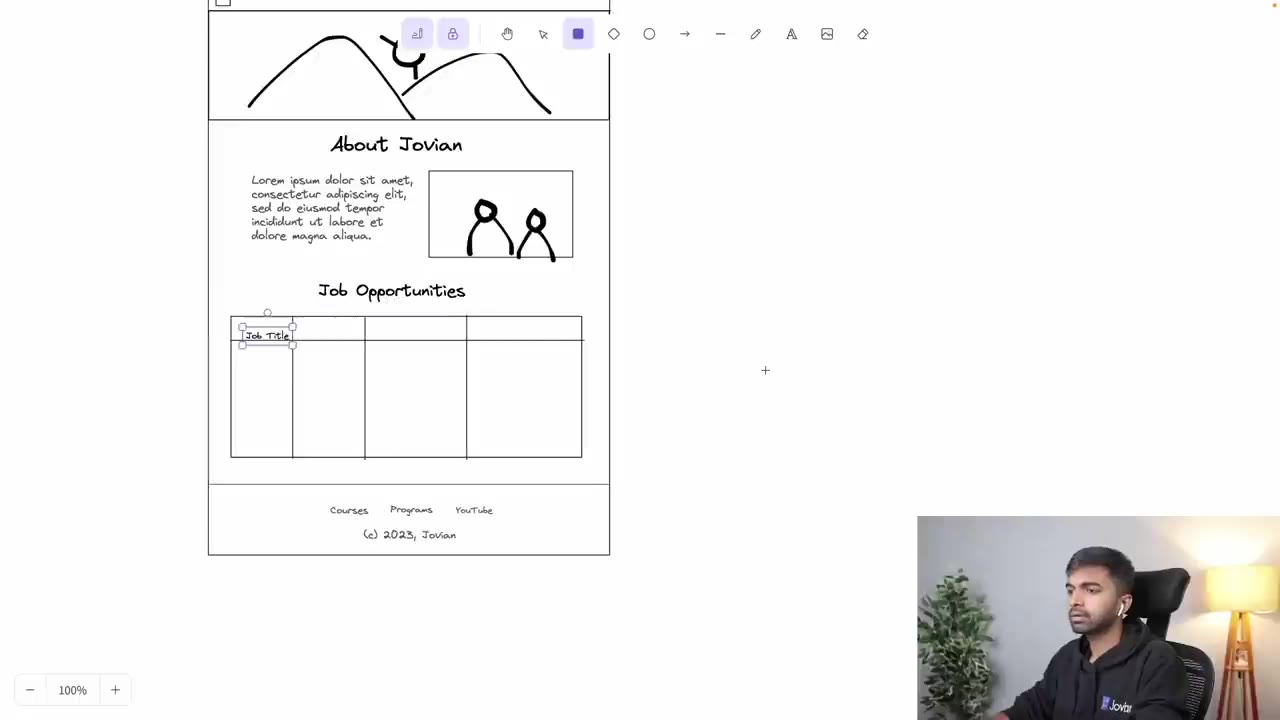 About Jovian
Lorem ipsum dolor sit amet,
consectetur adipiscing elit,
sed do eiusmod tempor
incididunt ut labore et
dolore magna aliqua.
Job Opportunities
Job Title
Courses Programs YouTube
(c) 2023, Jovian
100%
Jovian